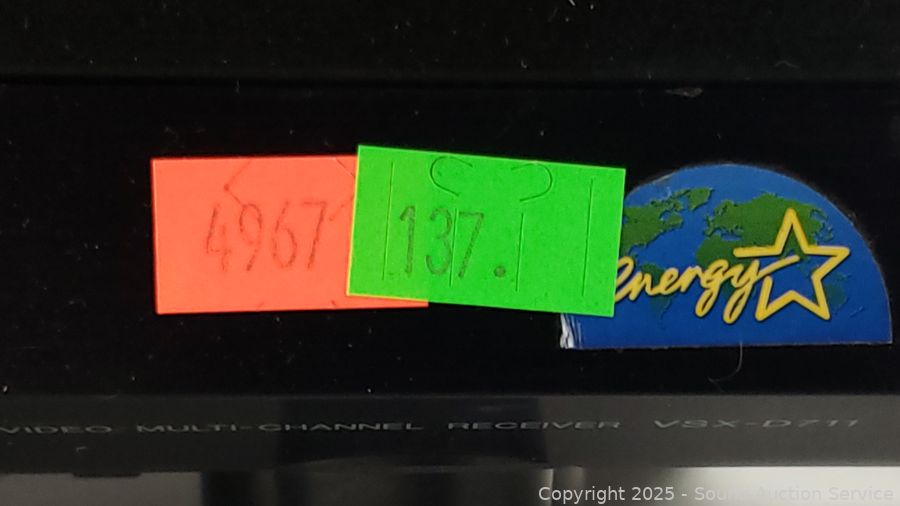 4967
137.
energy
VIDEO MULTI-CHANNEL RECEIVER VSX-D711
Copyright 2025 - Sound Auction Service